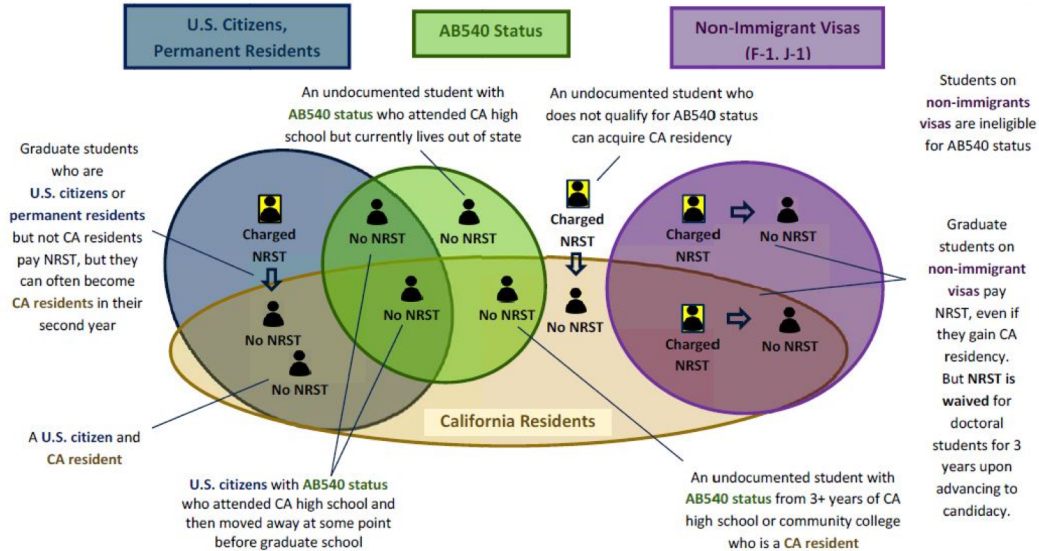 U.S. Citizens,
Permanent Residents
AB540 Status
Non-Immigrant Visas
(F-1, J-1)
An undocumented student with
AB540 status who attended CA high
school but currently lives out of state
An undocumented student who
does not qualify for AB540 status
can acquire CA residency
Students on
non-immigrants
visas are ineligible
for AB540 status
Graduate students
who are
U.S. citizens or
permanent residents
but not CA residents
pay NRST, but they
can often become
CA residents in their
second year
Charged
NRST
No NRST
No NRST
Charged
NRST
Charged
NRST
No NRST
No NRST
No NRST
No NRST
No NRST
No NRST
Charged
NRST
No NRST
Graduate
students on
non-immigrant
visas pay
NRST, even if
they gain CA
residency.
But NRST is
waived for
doctoral
students for 3
years upon
advancing to
candidacy.
California Residents
A U.S. citizen and
CA resident
U.S. citizens with AB540 status
who attended CA high school and
then moved away at some point
before graduate school
An undocumented student with
AB540 status from 3+ years of CA
high school or community college
who is a CA resident